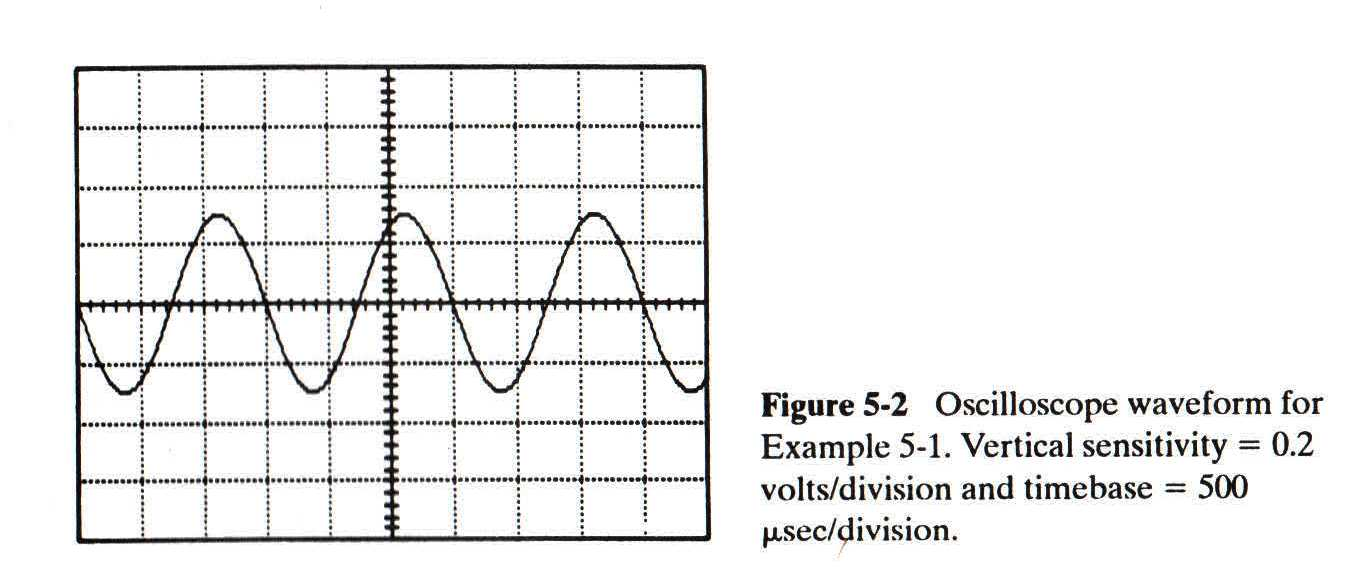 Figure 5-2 Oscilloscope waveform for
Example 5-1. Vertical sensitivity = 0.2
volts/division and timebase = 500
μsec/division.